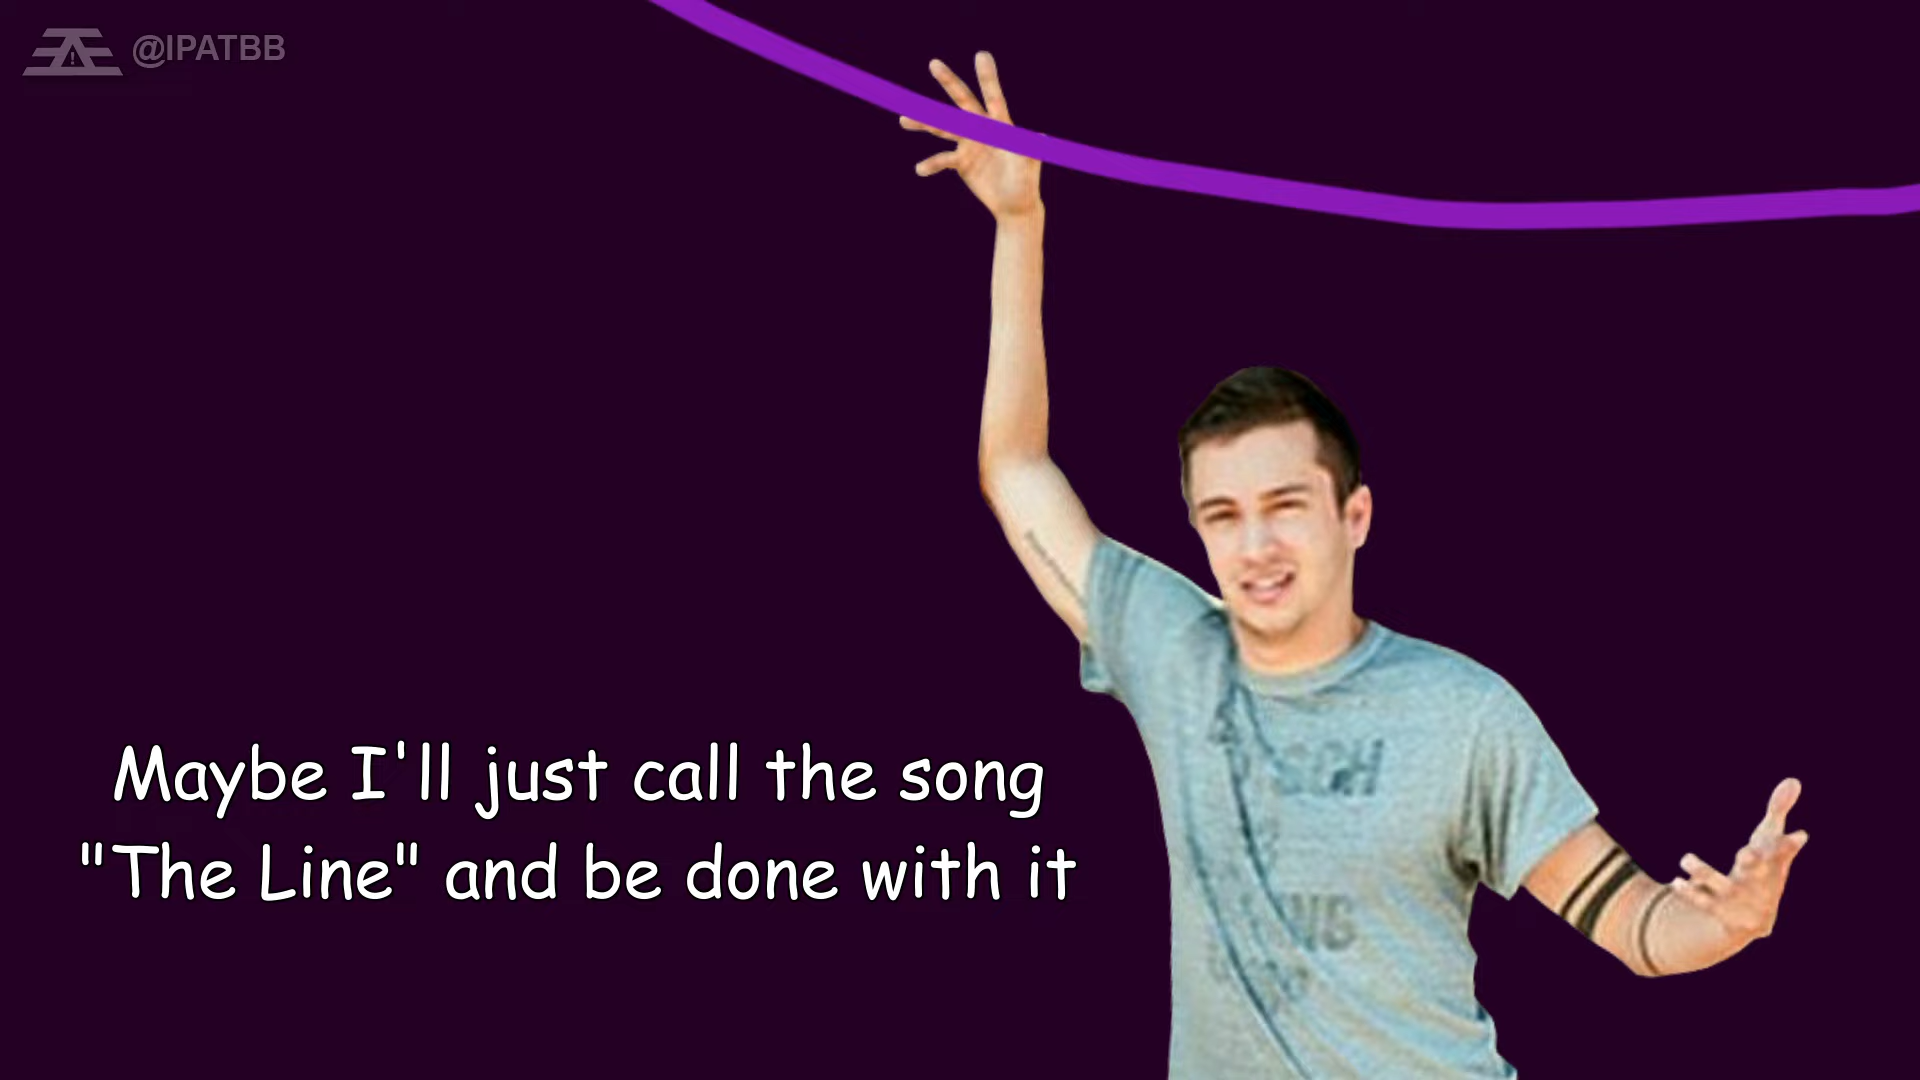 @IPATBB
Maybe I'll just call the song
"The Line" and be done with it